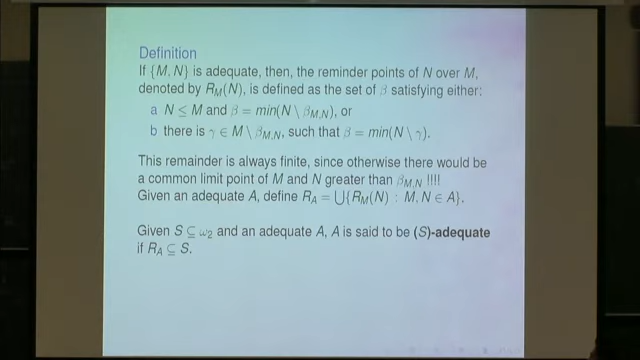 Definition
If {M, N} is adequate, then, the reminder points of N over M,
denoted by R_M(N), is defined as the set of β satisfying either:
a N ≤ M and β = min(N \ β_{M,N}), or
b there is γ ∈ M \ β_{M,N}, such that β = min(N \ γ).
This remainder is always finite, since otherwise there would be
a common limit point of M and N greater than β_{M,N} !!!!
Given an adequate A, define R_A = ⋃{R_M(N) : M, N ∈ A}.
Given S ⊆ ω₂ and an adequate A, A is said to be (S)-adequate
if R_A ⊆ S.